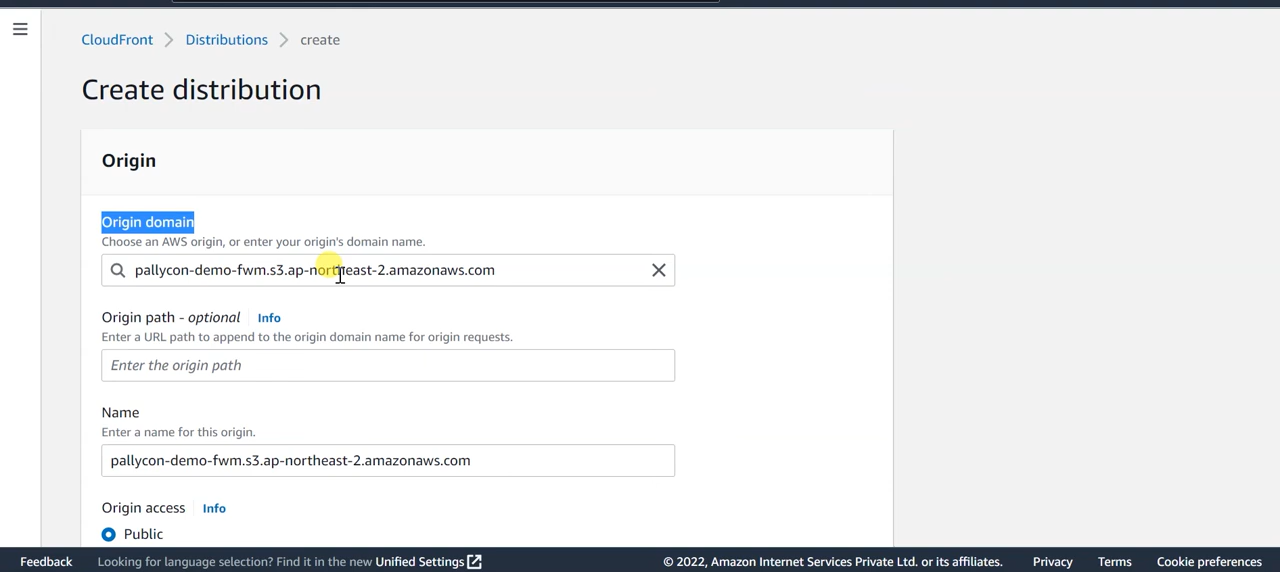 CloudFront > Distributions > create
Create distribution
Origin
Origin domain
Choose an AWS origin, or enter your origin's domain name.
pallycon-demo-fwm.s3.ap-northeast-2.amazonaws.com
Origin path - optional Info
Enter a URL path to append to the origin domain name for origin requests.
Enter the origin path
Name
Enter a name for this origin.
pallycon-demo-fwm.s3.ap-northeast-2.amazonaws.com
Origin access Info
Public
Feedback Looking for language selection? Find it in the new Unified Settings © 2022, Amazon Internet Services Private Ltd. or its affiliates. Privacy Terms Cookie preferences